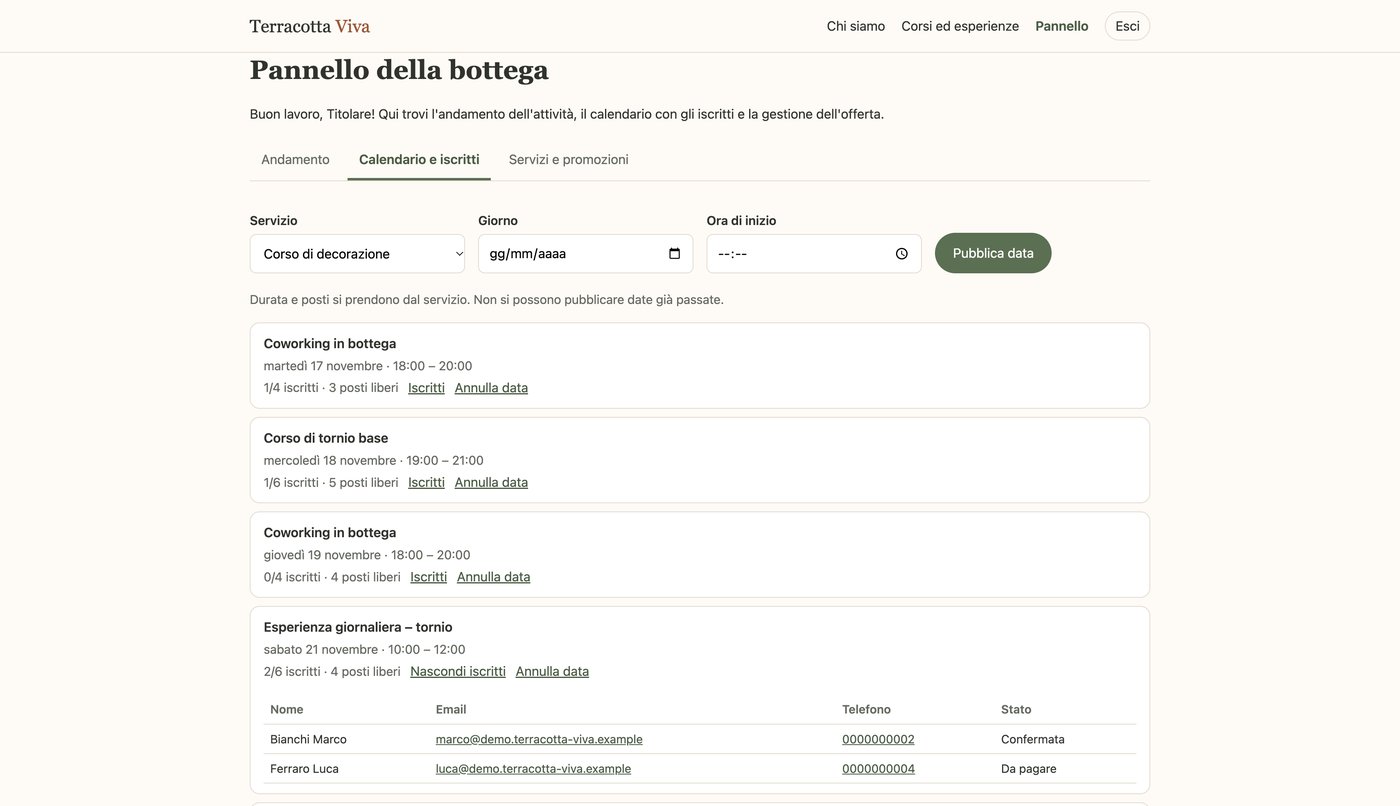 Terracotta Viva
Chi siamo Corsi ed esperienze Pannello Esci
Pannello della bottega
Buon lavoro, Titolare! Qui trovi l'andamento dell'attività, il calendario con gli iscritti e la gestione dell'offerta.
Andamento Calendario e iscritti Servizi e promozioni
Servizio Giorno Ora di inizio
Corso di decorazione gg/mm/aaaa --:-- Pubblica data
Durata e posti si prendono dal servizio. Non si possono pubblicare date già passate.
Coworking in bottega
martedì 17 novembre · 18:00 – 20:00
1/4 iscritti · 3 posti liberi Iscritti Annulla data
Corso di tornio base
mercoledì 18 novembre · 19:00 – 21:00
1/6 iscritti · 5 posti liberi Iscritti Annulla data
Coworking in bottega
giovedì 19 novembre · 18:00 – 20:00
0/4 iscritti · 4 posti liberi Iscritti Annulla data
Esperienza giornaliera – tornio
sabato 21 novembre · 10:00 – 12:00
2/6 iscritti · 4 posti liberi Nascondi iscritti Annulla data
Nome Email Telefono Stato
Bianchi Marco marco@demo.terracotta-viva.example 0000000002 Confermata
Ferraro Luca luca@demo.terracotta-viva.example 0000000004 Da pagare